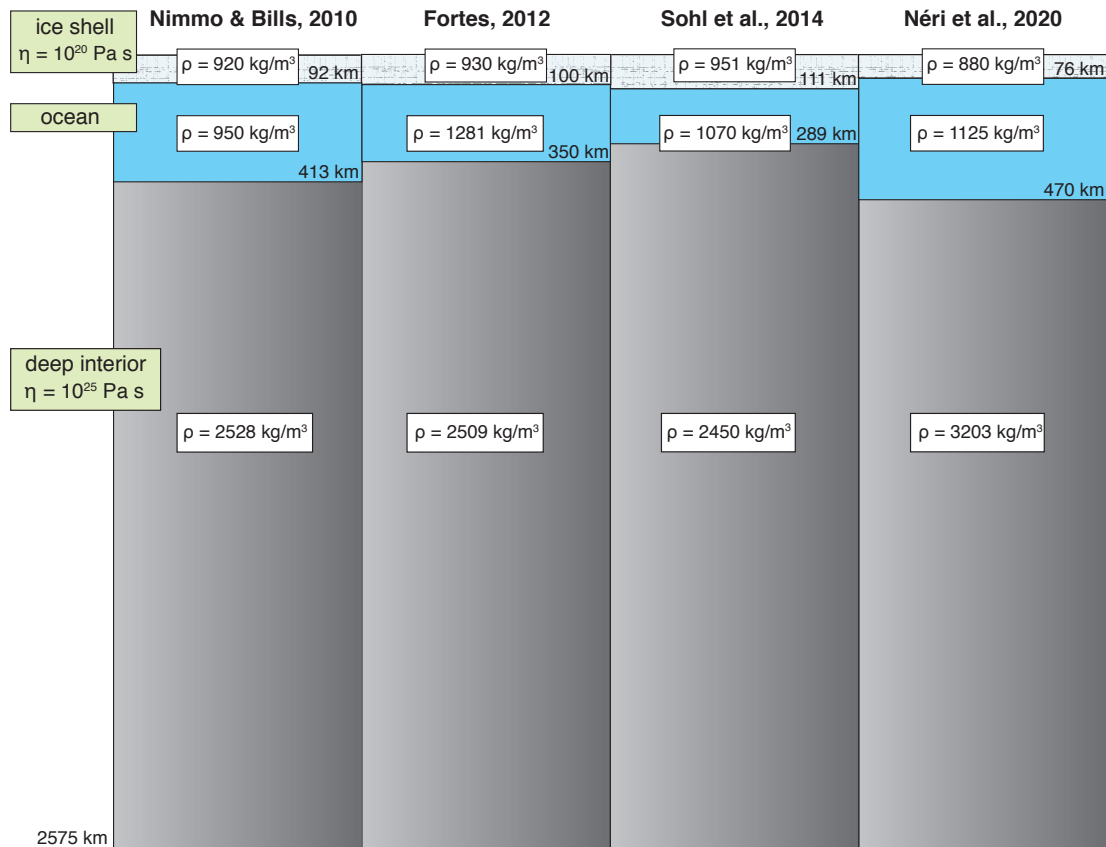 Nimmo & Bills, 2010
Fortes, 2012
Sohl et al., 2014
Néri et al., 2020
ice shell
η = 10²⁰ Pa s
ρ = 920 kg/m³
92 km
ρ = 930 kg/m³
100 km
ρ = 951 kg/m³
111 km
ρ = 880 kg/m³
76 km
ocean
ρ = 950 kg/m³
413 km
ρ = 1281 kg/m³
350 km
ρ = 1070 kg/m³
289 km
ρ = 1125 kg/m³
470 km
deep interior
η = 10²⁵ Pa s
ρ = 2528 kg/m³
ρ = 2509 kg/m³
ρ = 2450 kg/m³
ρ = 3203 kg/m³
2575 km